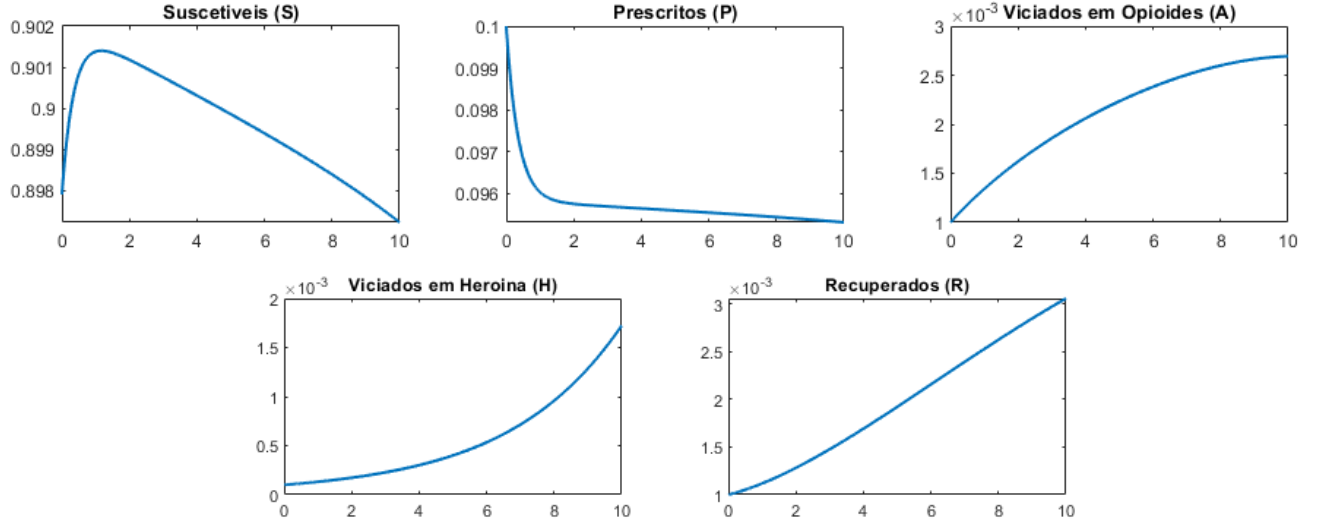 Suscetiveis (S)
0.902
0.901
0.9
0.899
0.898
0 2 4 6 8 10
Prescritos (P)
0.1
0.099
0.098
0.097
0.096
0 2 4 6 8 10
×10⁻³ Viciados em Opioides (A)
3
2.5
2
1.5
1
0 2 4 6 8 10
×10⁻³ Viciados em Heroina (H)
2
1.5
1
0.5
0
0 2 4 6 8 10
×10⁻³ Recuperados (R)
3
2.5
2
1.5
1
0 2 4 6 8 10